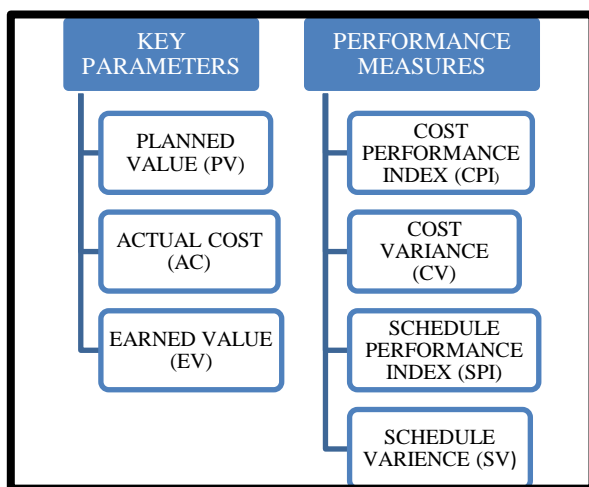 KEY
PARAMETERS
PLANNED
VALUE (PV)
ACTUAL COST
(AC)
EARNED VALUE
(EV)
PERFORMANCE
MEASURES
COST
PERFORMANCE
INDEX (CPI)
COST
VARIANCE
(CV)
SCHEDULE
PERFORMANCE
INDEX (SPI)
SCHEDULE
VARIENCE (SV)